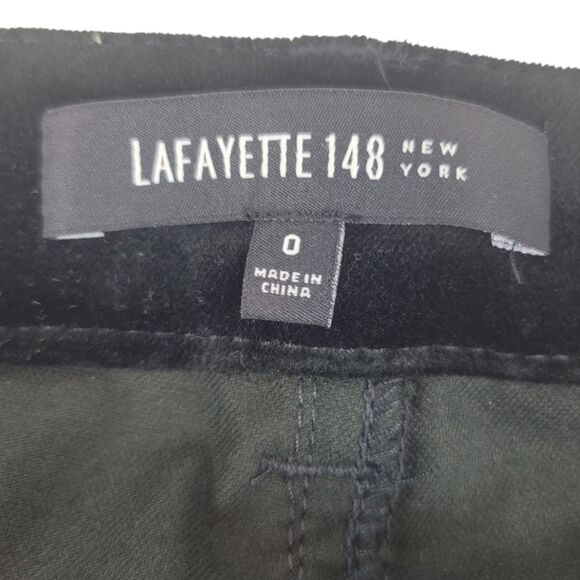 LAFAYETTE 148 NEW YORK
0
MADE IN
CHINA